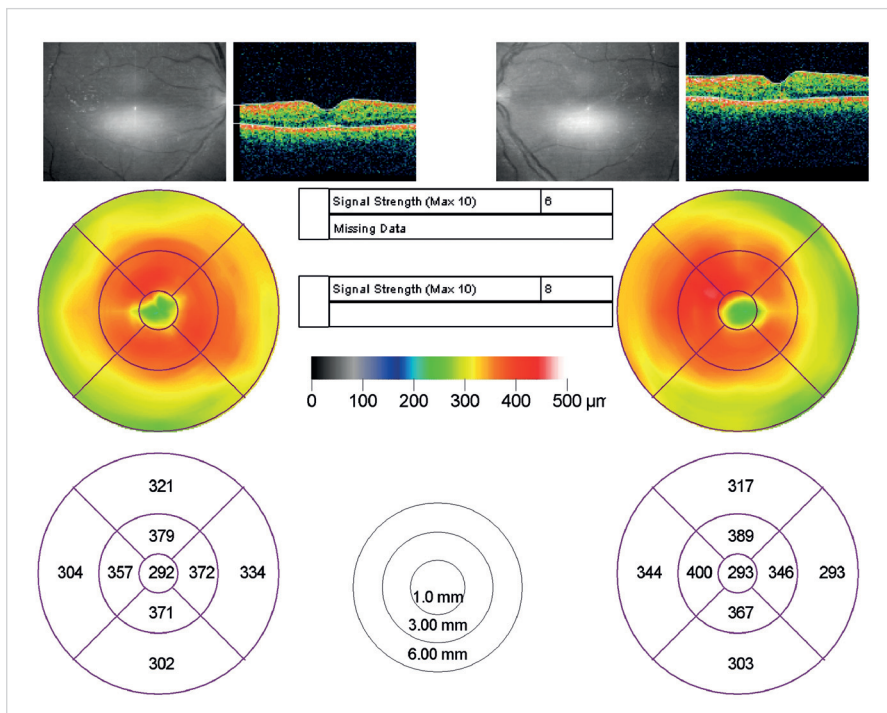 Signal Strength (Max 10) 6
Missing Data
Signal Strength (Max 10) 8
0 100 200 300 400 500 µm
321
379
304 357 292 372 334
371
302
1.0 mm
3.00 mm
6.00 mm
317
389
344 400 293 346 293
367
303